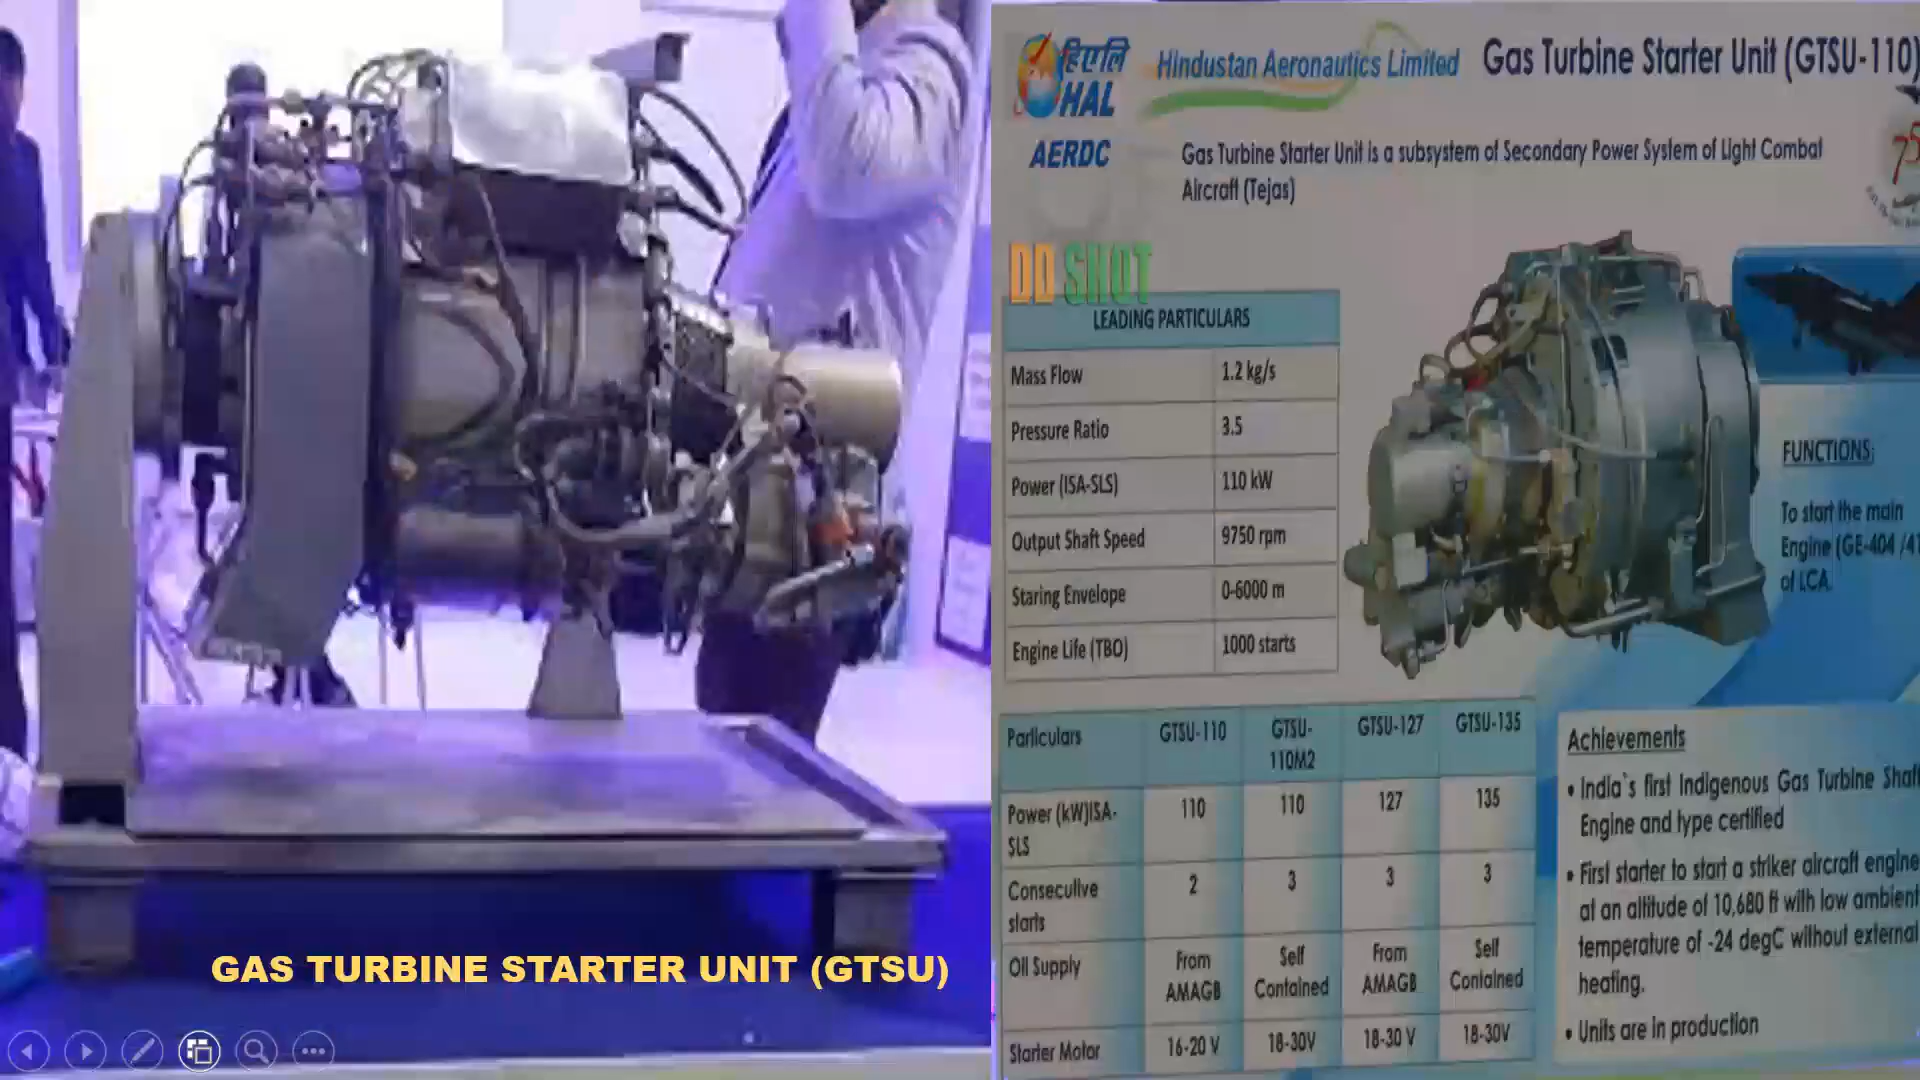 GAS TURBINE STARTER UNIT (GTSU)
हिएलि
HAL
AERDC
Hindustan Aeronautics Limited
Gas Turbine Starter Unit (GTSU-110)
Gas Turbine Starter Unit is a subsystem of Secondary Power System of Light Combat
Aircraft (Tejas)
75
DD SHOT
LEADING PARTICULARS
Mass Flow 1.2 kg/s
Pressure Ratio 3.5
Power (ISA-SLS) 110 kW
Output Shaft Speed 9750 rpm
Staring Envelope 0-6000 m
Engine Life (TBO) 1000 starts
FUNCTIONS:
To start the main
Engine (GE-404 /41
of LCA
Particulars GTSU-110 GTSU-110M2 GTSU-127 GTSU-135
Power (kW)ISA-SLS 110 110 127 135
Consecutive starts 2 3 3 3
Oil Supply From AMAGB Self Contained From AMAGB Self Contained
Starter Motor 16-20 V 18-30V 18-30 V 18-30V
Achievements
• India`s first Indigenous Gas Turbine Shaft
Engine and type certified
• First starter to start a striker aircraft engine
at an altitude of 10,680 ft with low ambient
temperature of -24 degC without external
heating.
• Units are in production